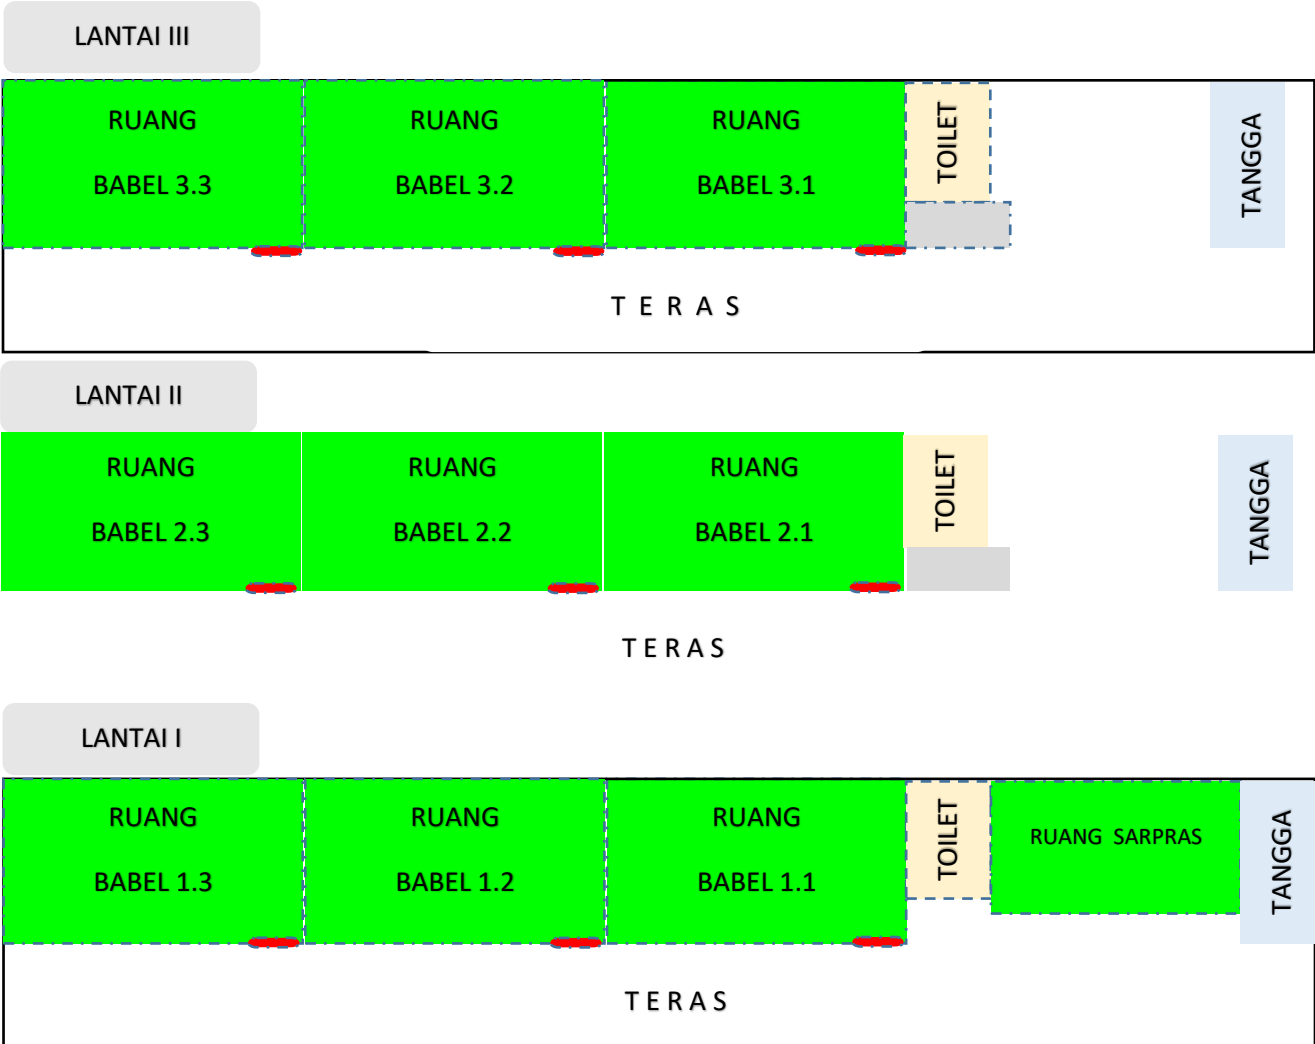 LANTAI III
RUANG
BABEL 3.3
RUANG
BABEL 3.2
RUANG
BABEL 3.1
TOILET
TANGGA
T E R A S
LANTAI II
RUANG
BABEL 2.3
RUANG
BABEL 2.2
RUANG
BABEL 2.1
TOILET
TANGGA
T E R A S
LANTAI I
RUANG
BABEL 1.3
RUANG
BABEL 1.2
RUANG
BABEL 1.1
TOILET
RUANG SARPRAS
TANGGA
T E R A S